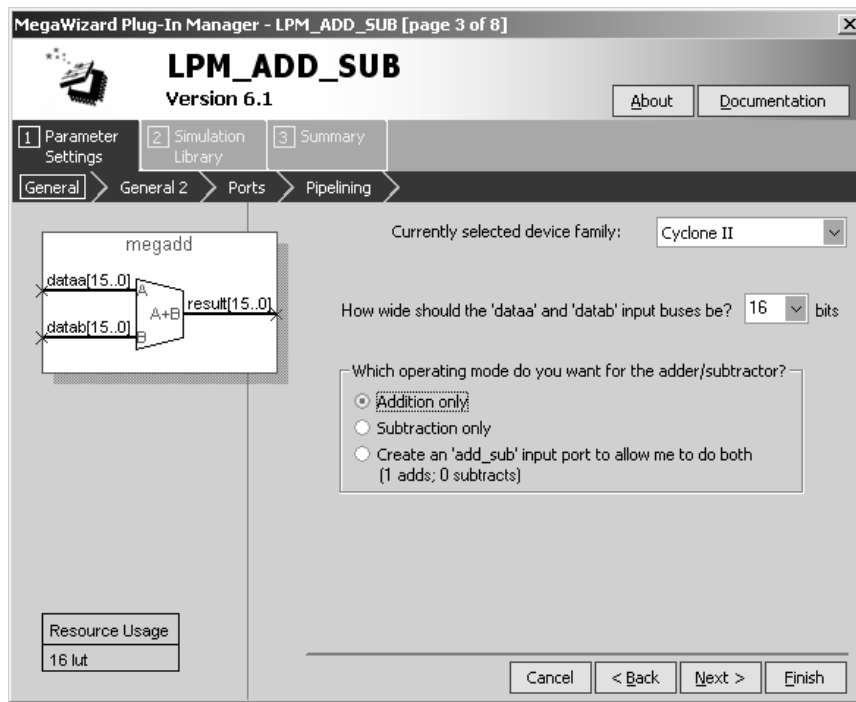 MegaWizard Plug-In Manager - LPM_ADD_SUB [page 3 of 8]
LPM_ADD_SUB
Version 6.1
About
Documentation
1 Parameter Settings
2 Simulation Library
3 Summary
General
General 2
Ports
Pipelining
megadd
dataa[15..0]
A
A+B
result[15..0]
datab[15..0]
B
Currently selected device family:
Cyclone II
How wide should the 'dataa' and 'datab' input buses be?
16
bits
Which operating mode do you want for the adder/subtractor?
Addition only
Subtraction only
Create an 'add_sub' input port to allow me to do both
(1 adds; 0 subtracts)
Resource Usage
16 lut
Cancel
< Back
Next >
Finish